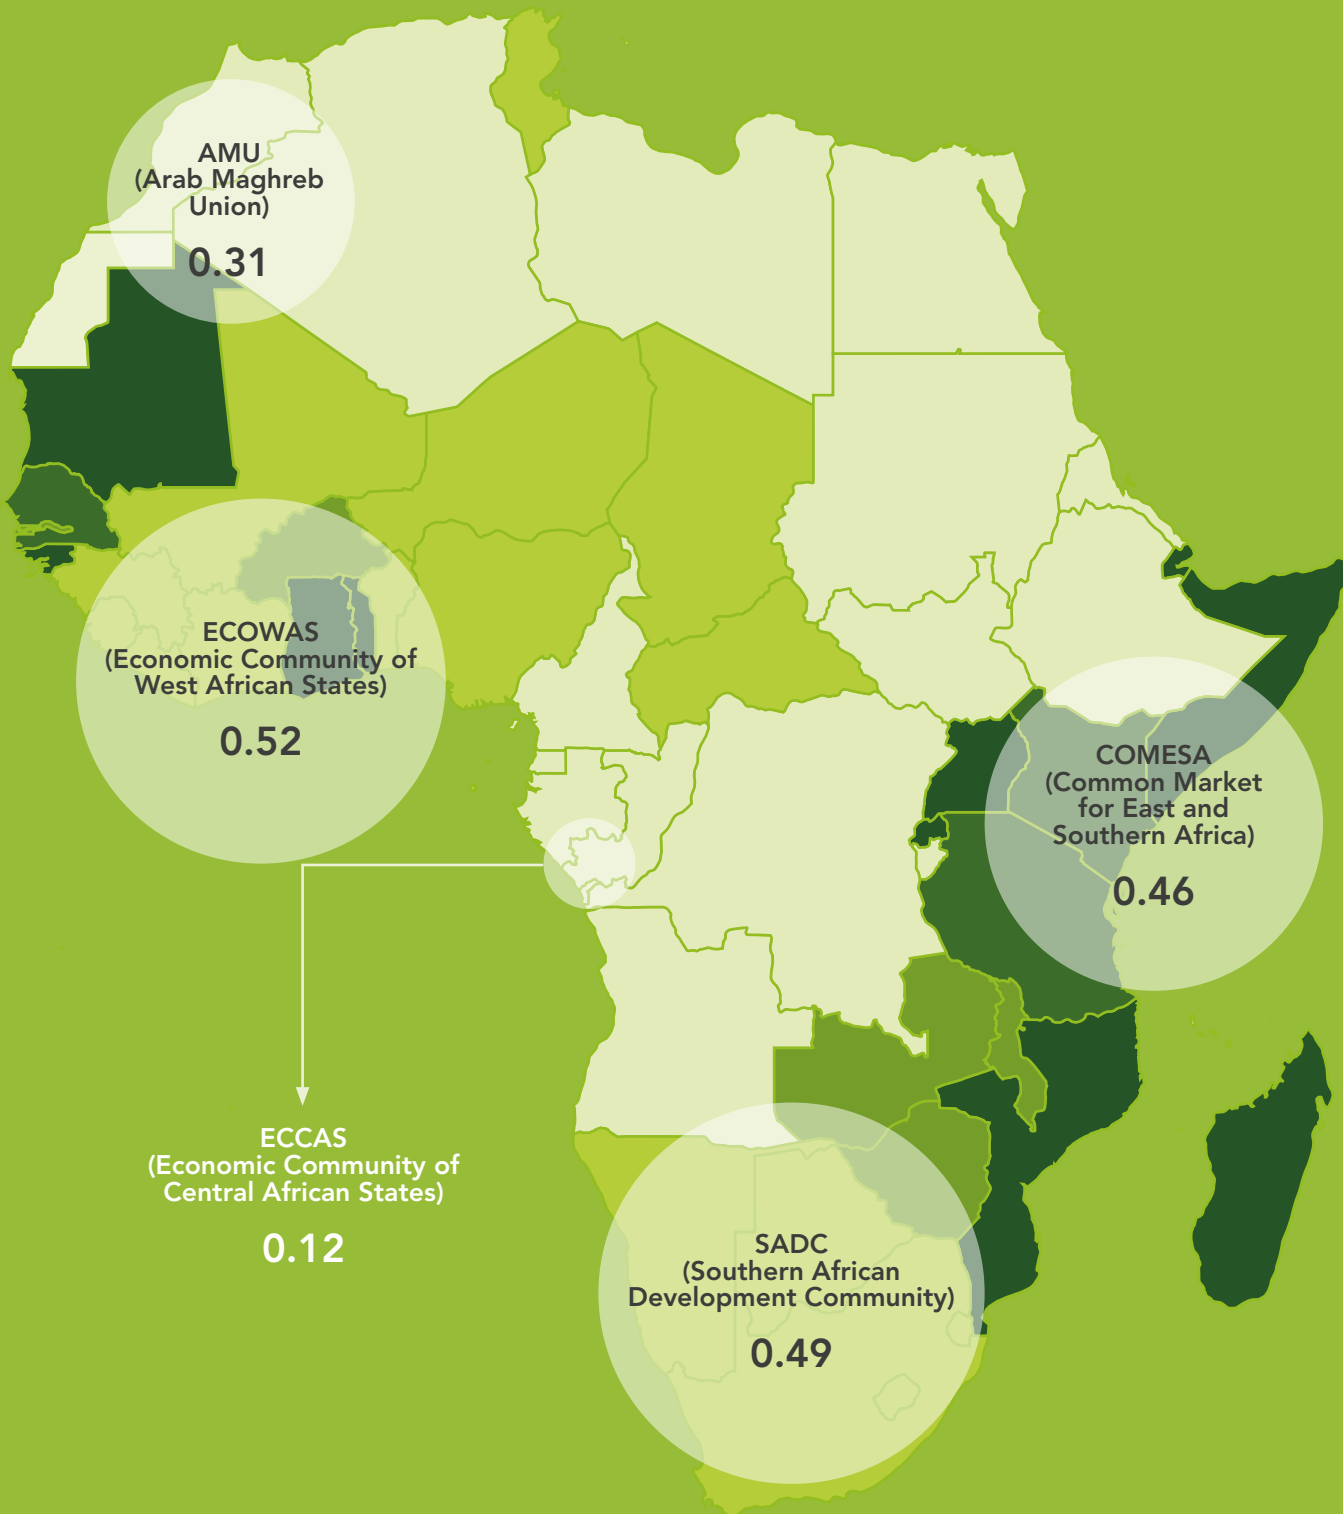 AMU
(Arab Maghreb
Union)
0.31
ECOWAS
(Economic Community of
West African States)
0.52
COMESA
(Common Market
for East and
Southern Africa)
0.46
ECCAS
(Economic Community of
Central African States)
0.12
SADC
(Southern African
Development Community)
0.49